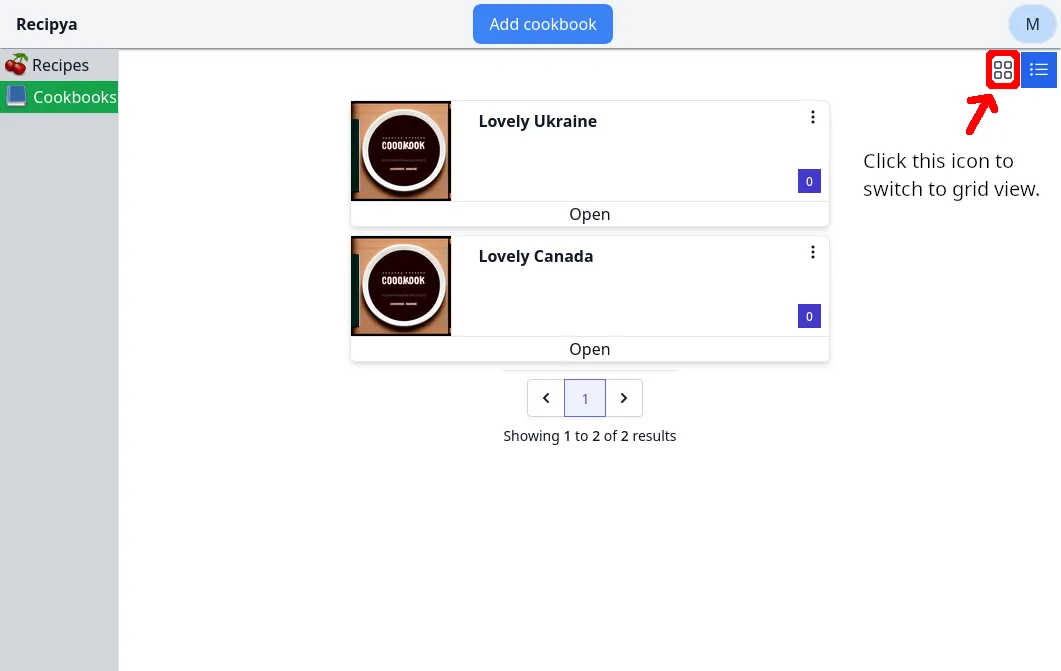 Recipya
Add cookbook
M
Recipes
Cookbooks
Click this icon to
switch to grid view.
Lovely Ukraine
COOOKOOK
0
Open
Lovely Canada
COOOKOOK
0
Open
1
Showing 1 to 2 of 2 results